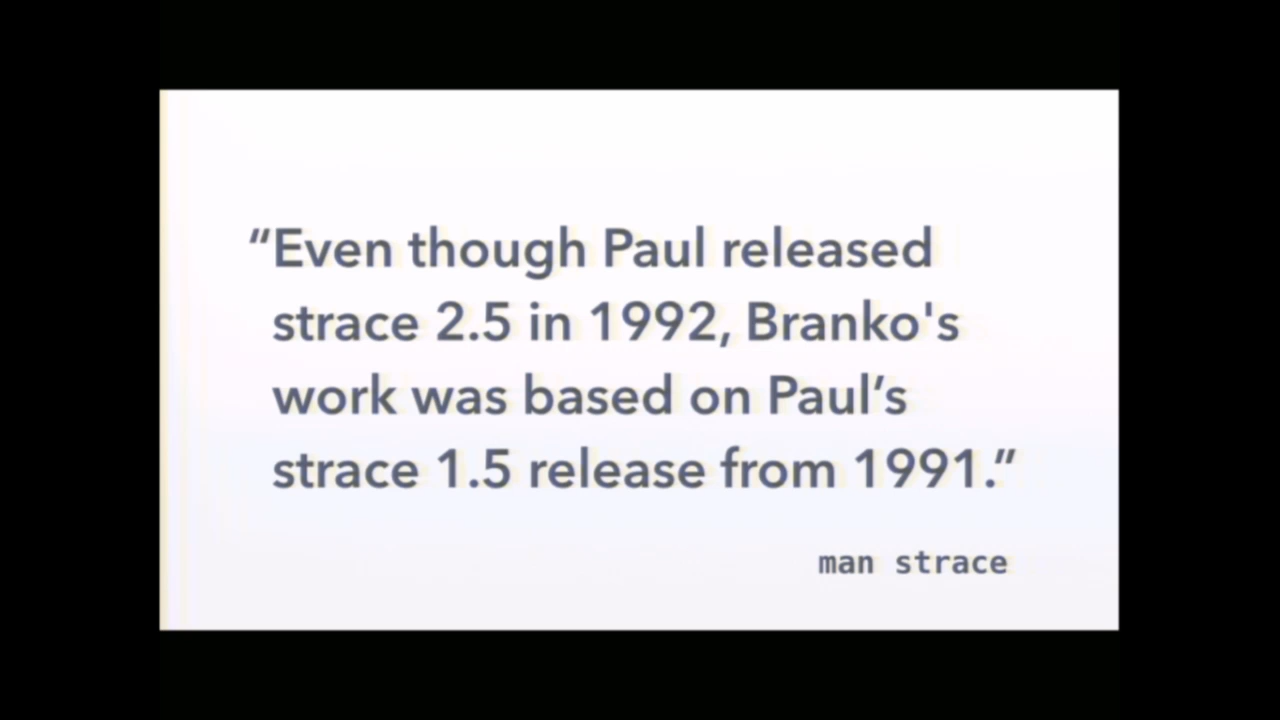 “Even though Paul released
strace 2.5 in 1992, Branko's
work was based on Paul’s
strace 1.5 release from 1991.”
man strace